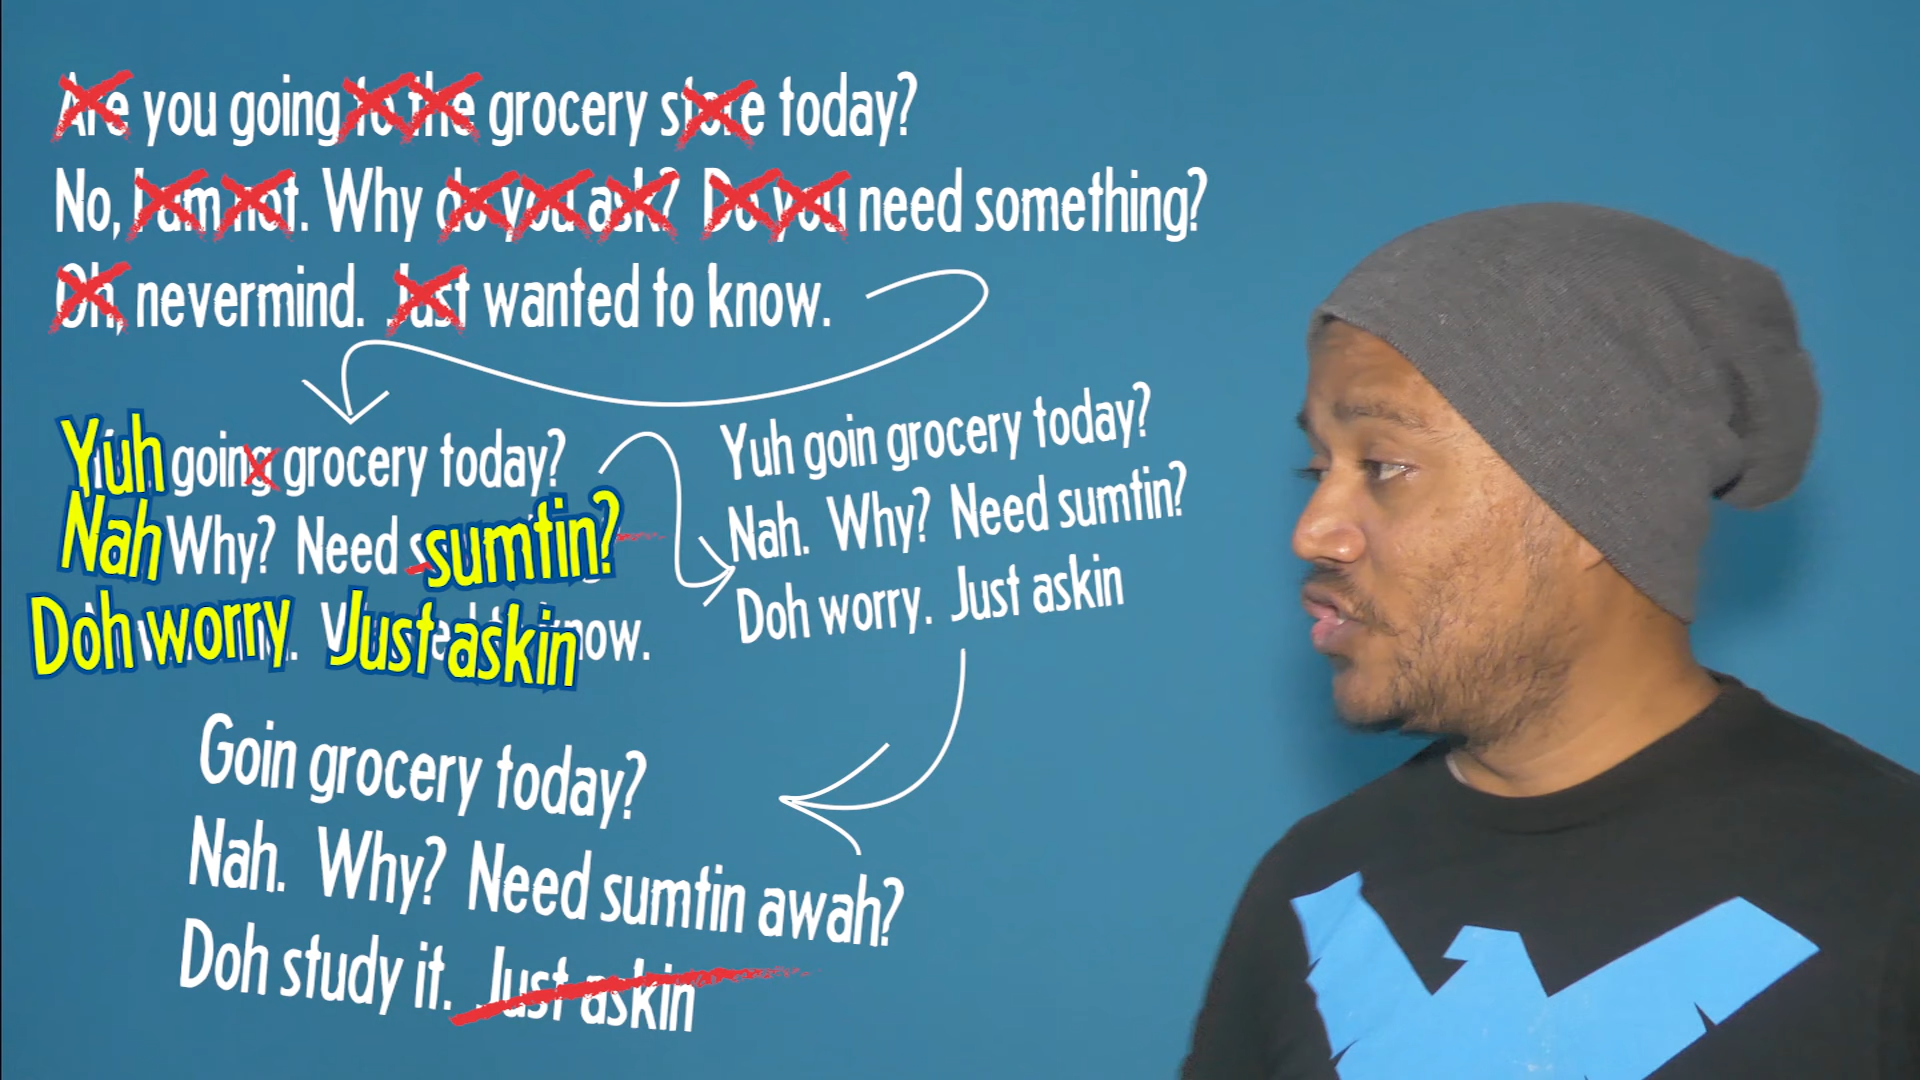 Are you going to the grocery store today?
No, I am not. Why do you ask? Do you need something?
Oh, nevermind. Just wanted to know.
Yuh going grocery today?
Nah Why? Need sumtin?
Doh worry Just askin
know.
Yuh goin grocery today?
Nah. Why? Need sumtin?
Doh worry. Just askin
Goin grocery today?
Nah. Why? Need sumtin awah?
Doh study it. Just askin